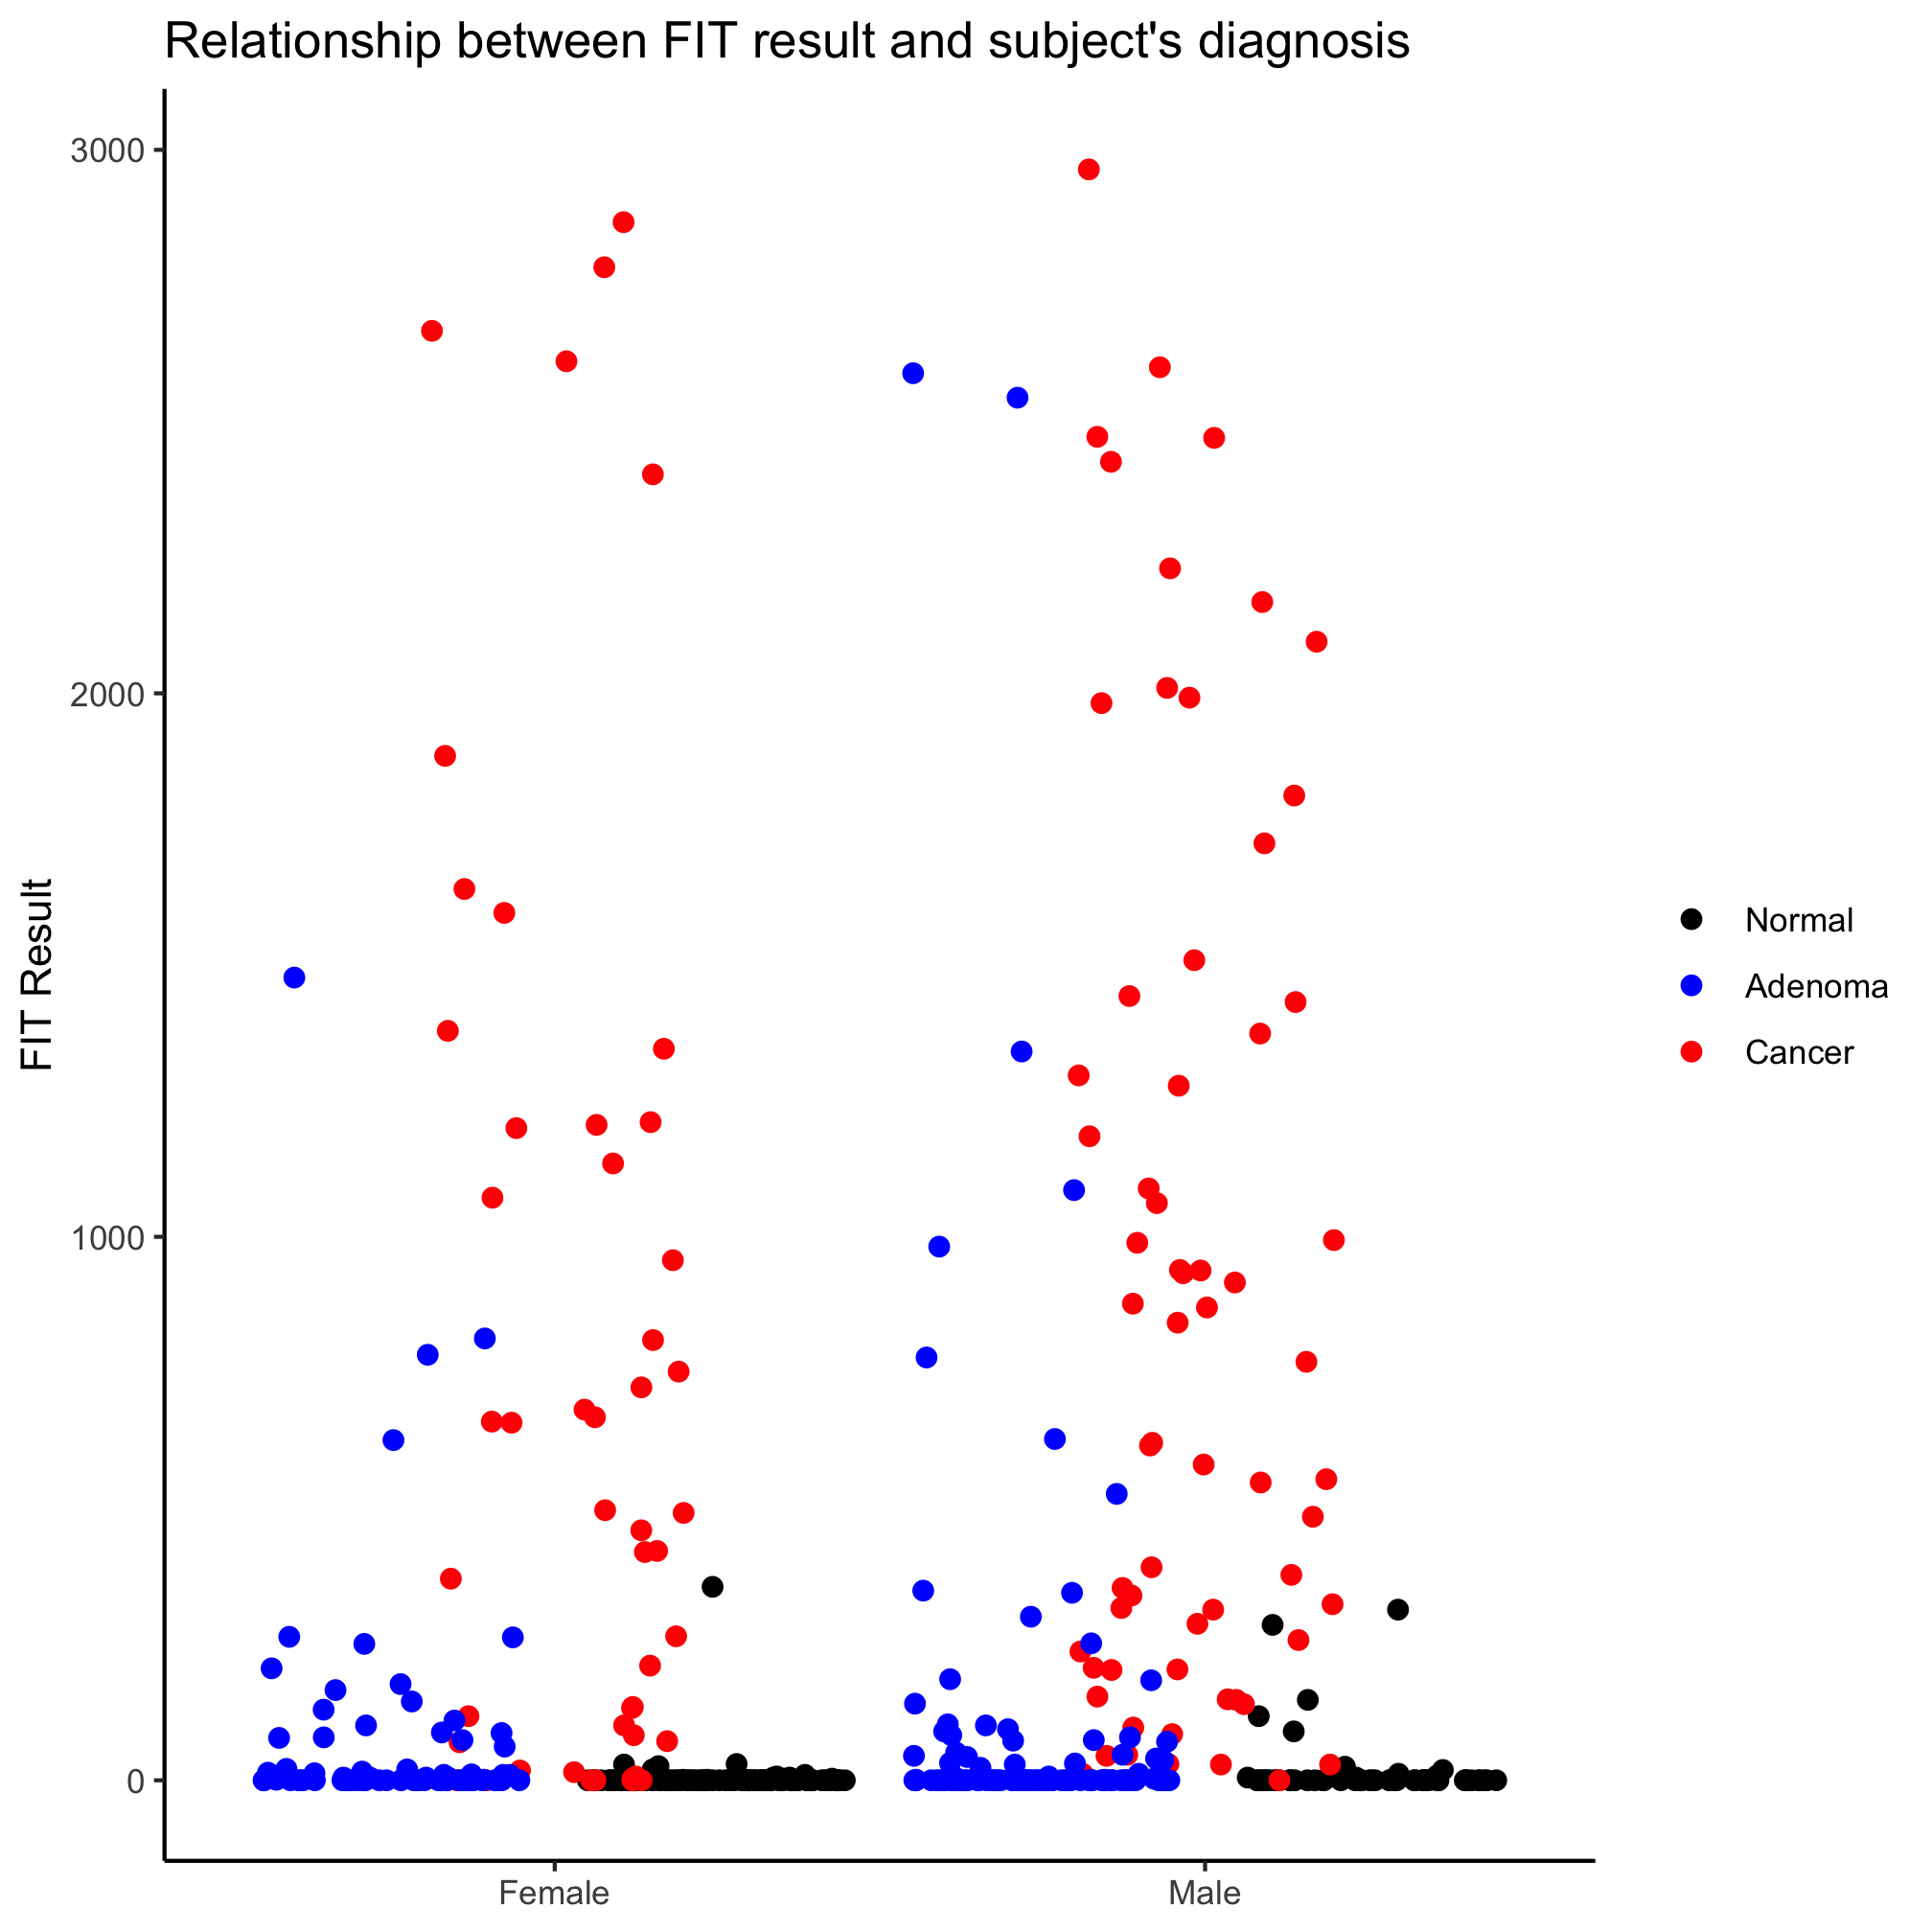 Relationship between FIT result and subject's diagnosis
3000
2000
1000
0
FIT Result
Female
Male
Normal
Adenoma
Cancer